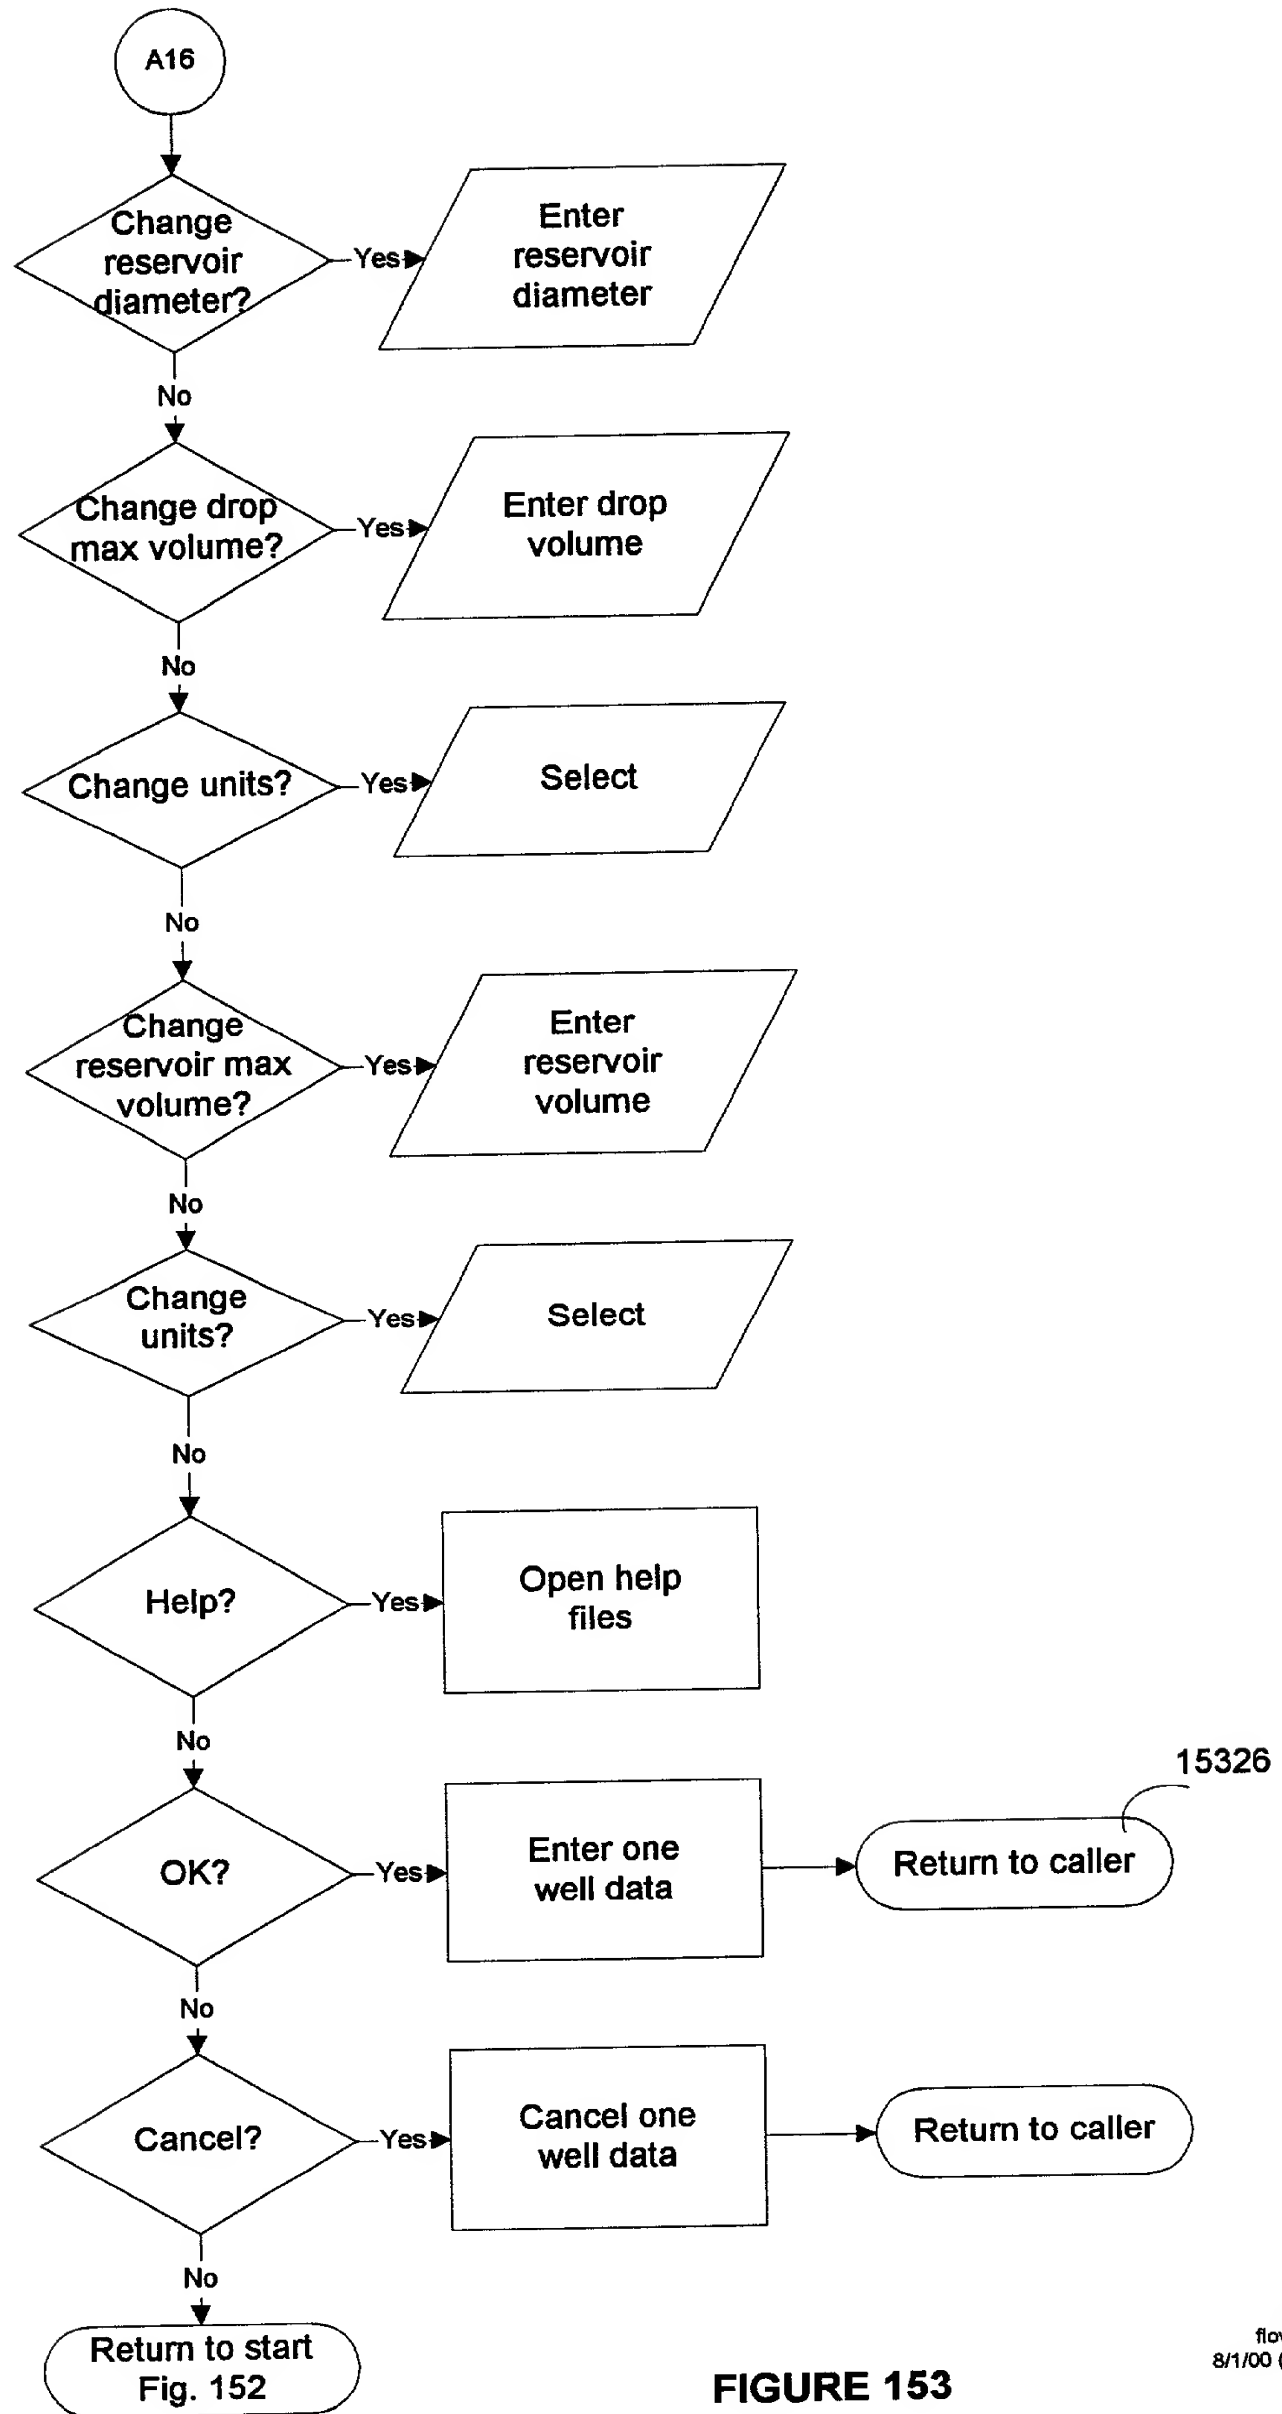 A16
Change
reservoir
diameter?
Yes
Enter
reservoir
diameter
No
Change drop
max volume?
Yes
Enter drop
volume
No
Change units?
Yes
Select
No
Change
reservoir max
volume?
Yes
Enter
reservoir
volume
No
Change
units?
Yes
Select
No
Help?
Yes
Open help
files
No
15326
OK?
Yes
Enter one
well data
Return to caller
No
Cancel?
Yes
Cancel one
well data
Return to caller
No
Return to start
Fig. 152
FIGURE 153
8/1/00 (